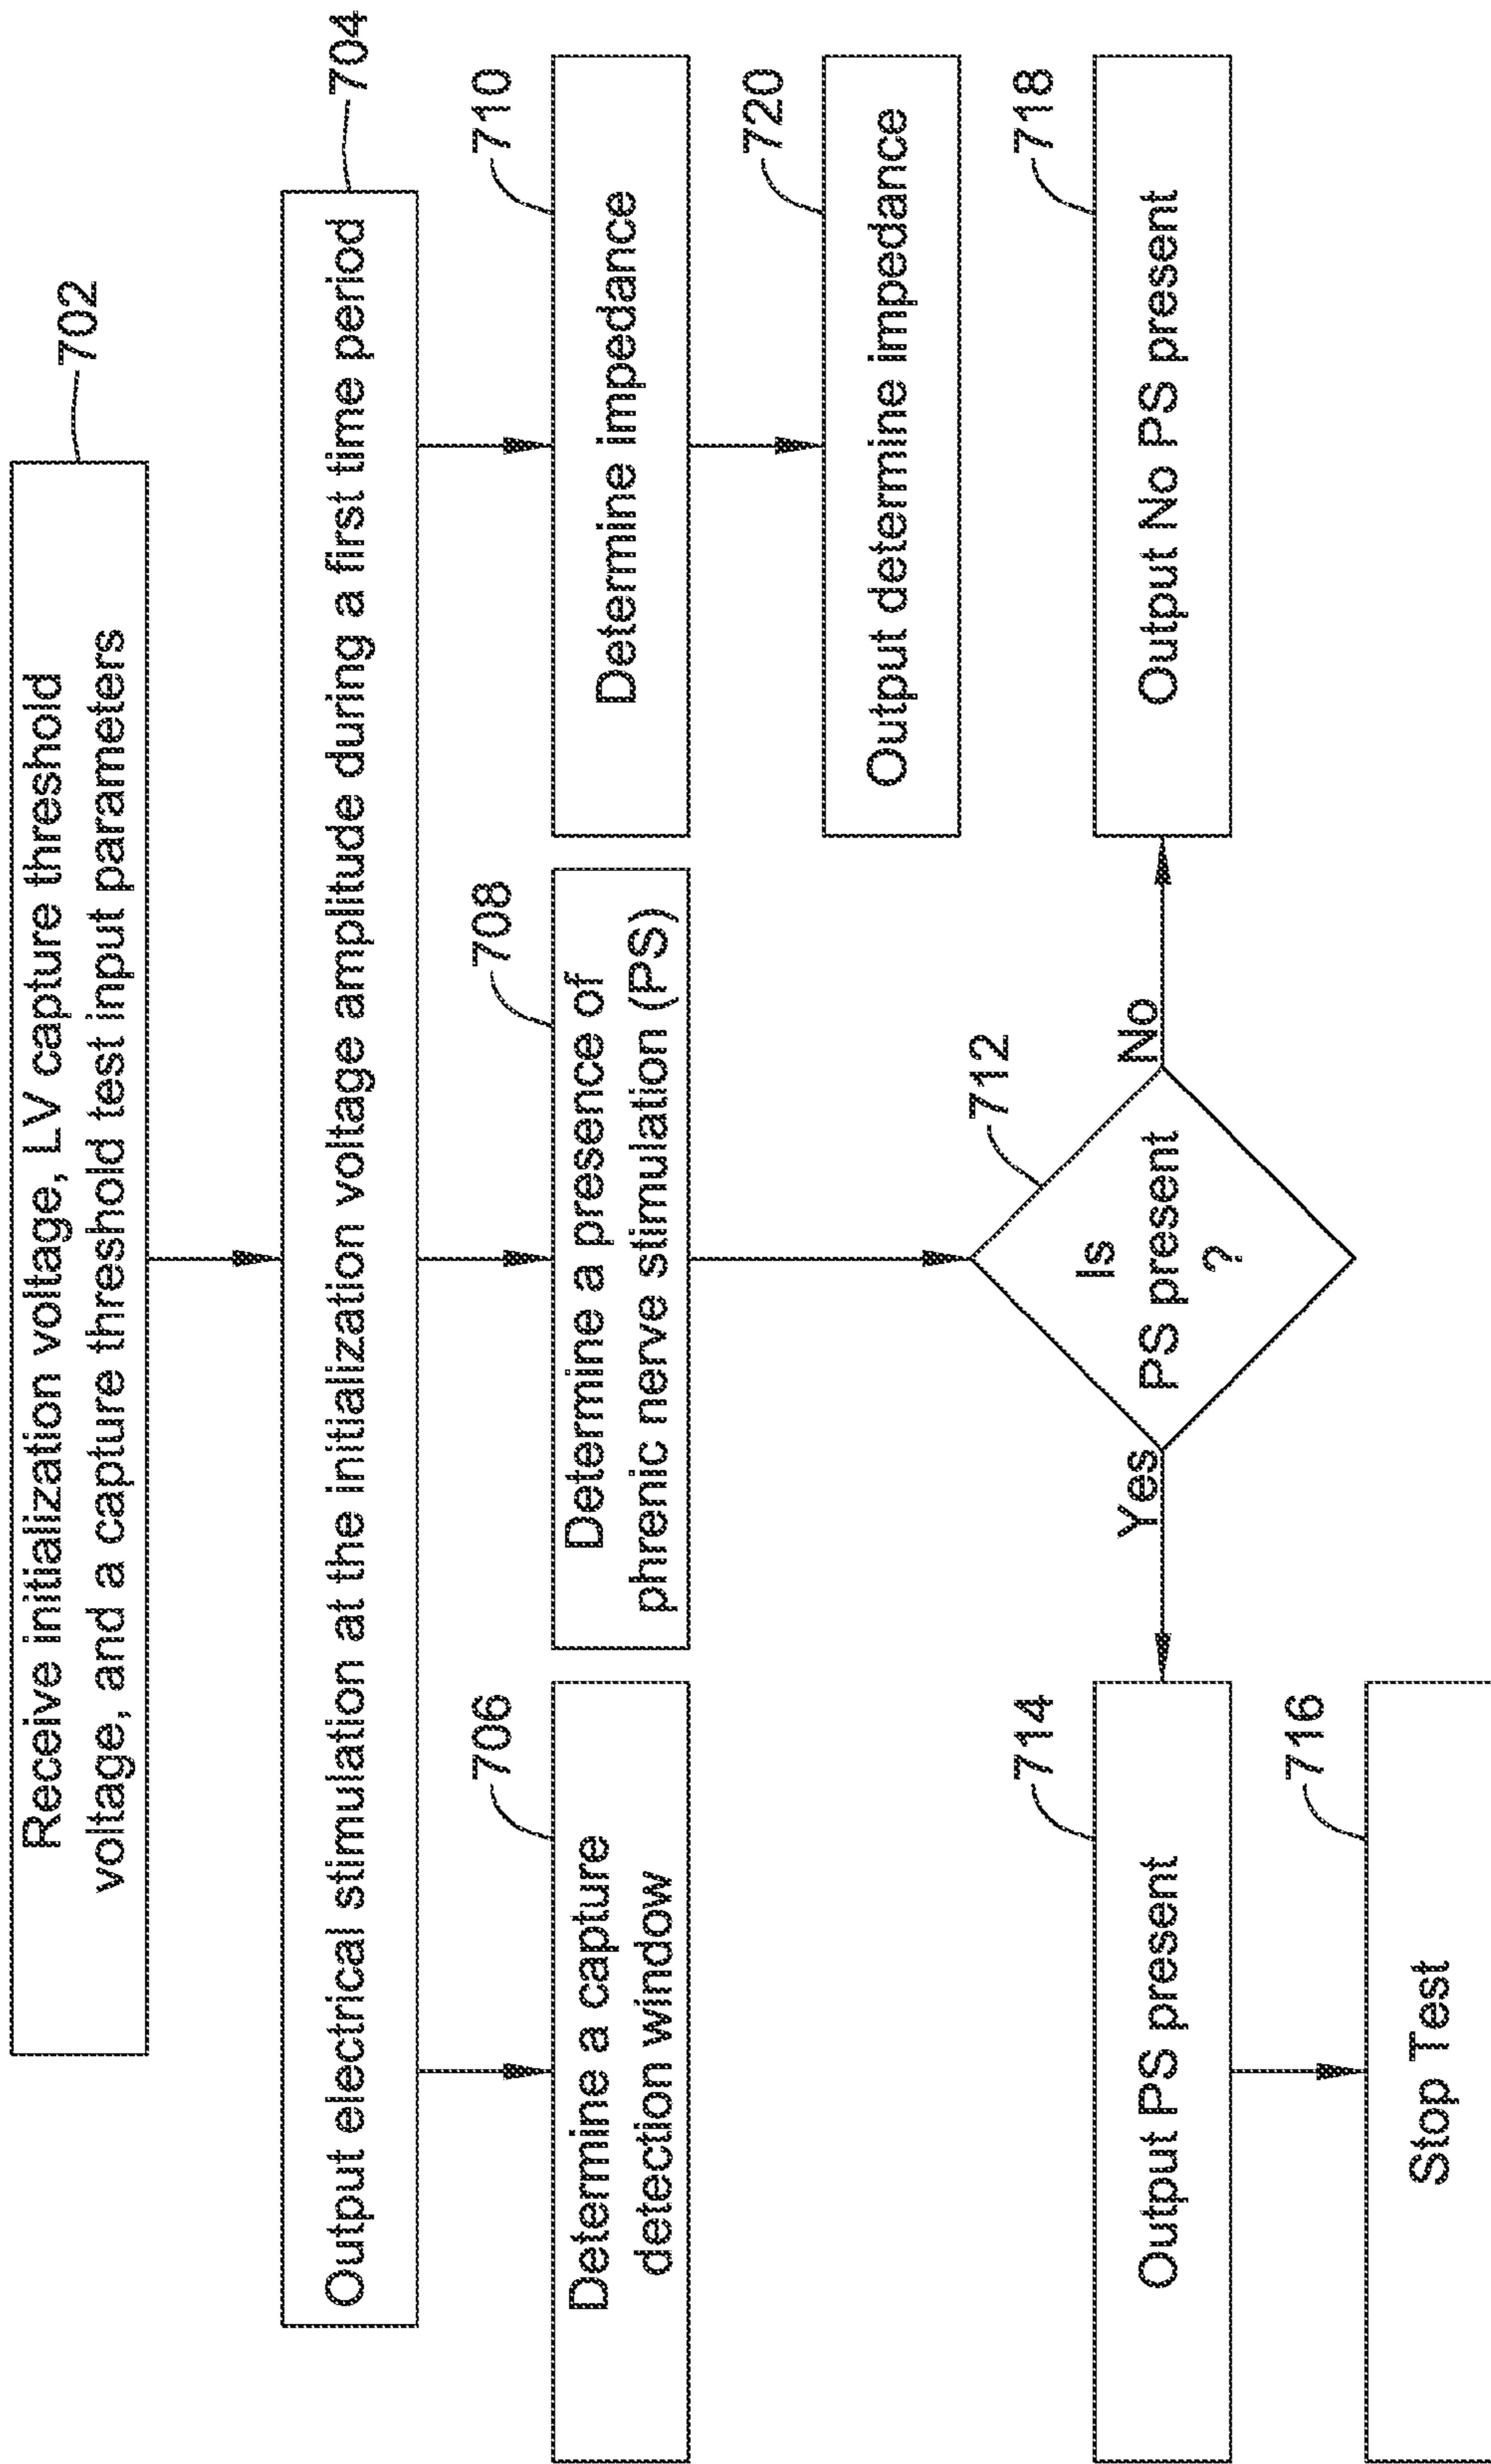 Receive initialization voltage, LV capture threshold
voltage, and a capture threshold test input parameters
702
Output electrical stimulation at the initialization voltage amplitude during a first time period
704
Determine a capture
detection window
706
Determine a presence of
phrenic nerve stimulation (PS)
708
Determine impedance
710
Output determine impedance
720
Is
PS present
?
712
Yes
No
Output PS present
714
Output No PS present
718
Stop Test
716